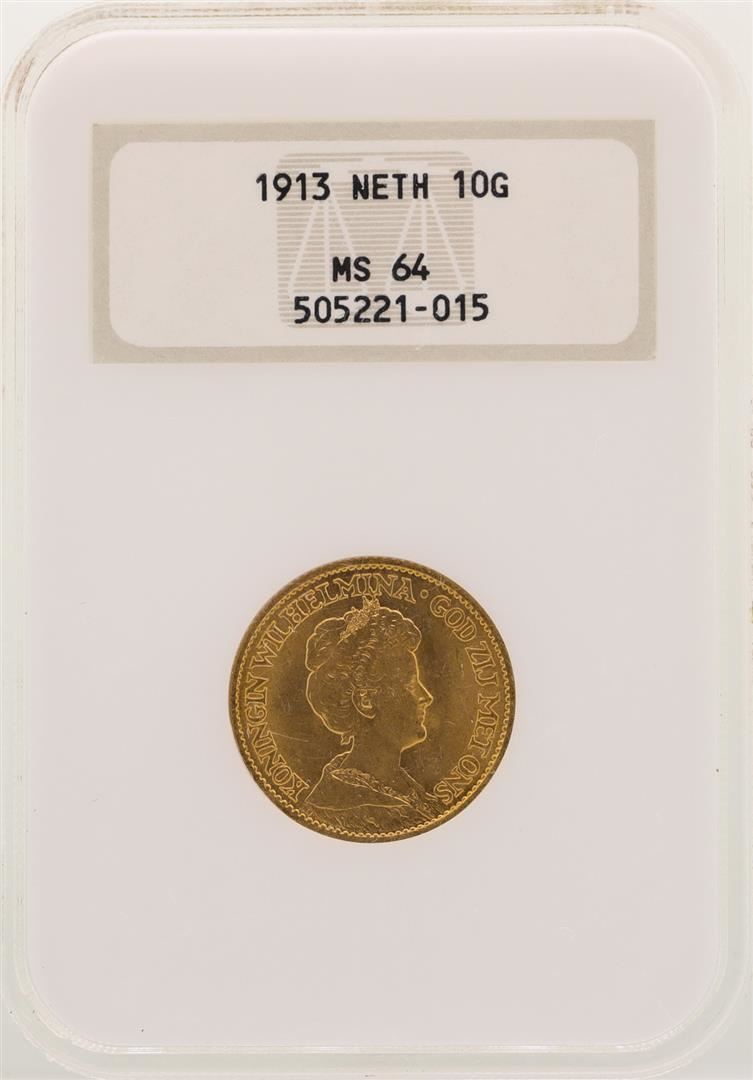 1913 NETH 10G
MS 64
505221-015
KONINGIN WILHELMINA · GOD ZIJ MET ONS